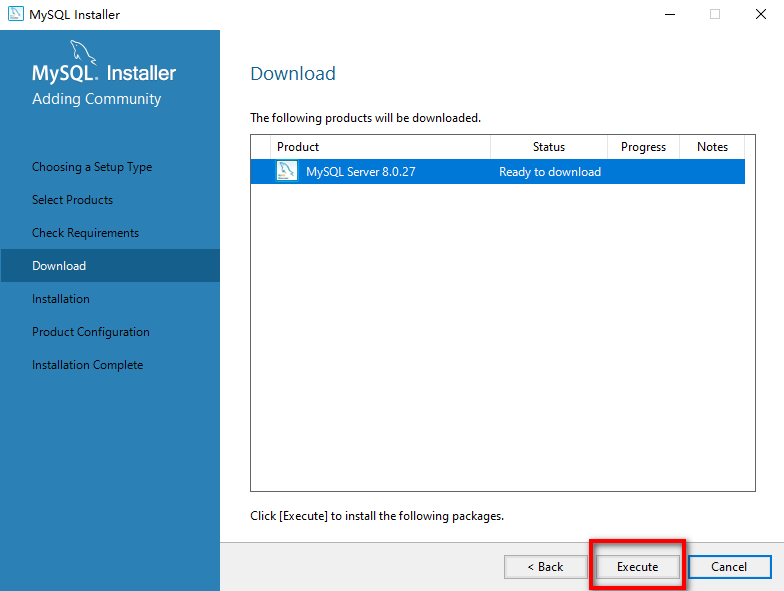 MySQL Installer
MySQL. Installer
Adding Community
Choosing a Setup Type
Select Products
Check Requirements
Download
Installation
Product Configuration
Installation Complete
Download
The following products will be downloaded.
Product Status Progress Notes
MySQL Server 8.0.27 Ready to download
Click [Execute] to install the following packages.
< Back Execute Cancel